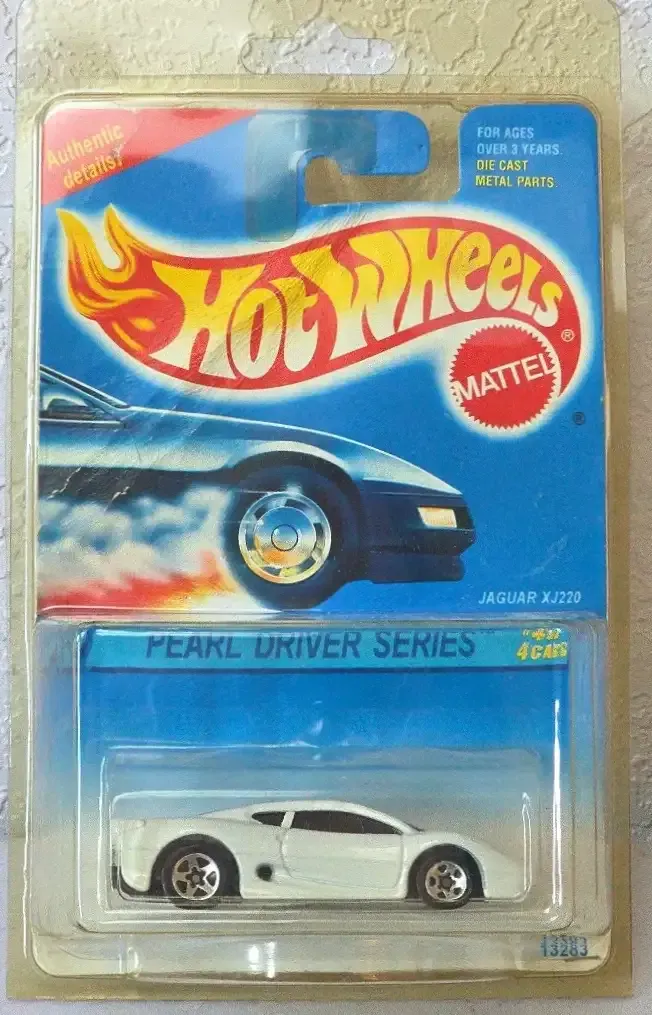 Authentic
details!
FOR AGES
OVER 3 YEARS.
DIE CAST
METAL PARTS.
HOT WHEELS
®
MATTEL
®
JAGUAR XJ220
PEARL DRIVER SERIES™
4 CARS
13283